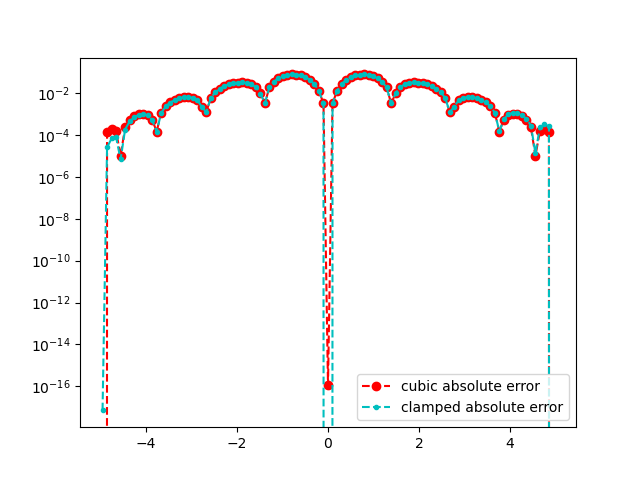 10⁻²
10⁻⁴
10⁻⁶
10⁻⁸
10⁻¹⁰
10⁻¹²
10⁻¹⁴
10⁻¹⁶
cubic absolute error
clamped absolute error
−4 −2 0 2 4